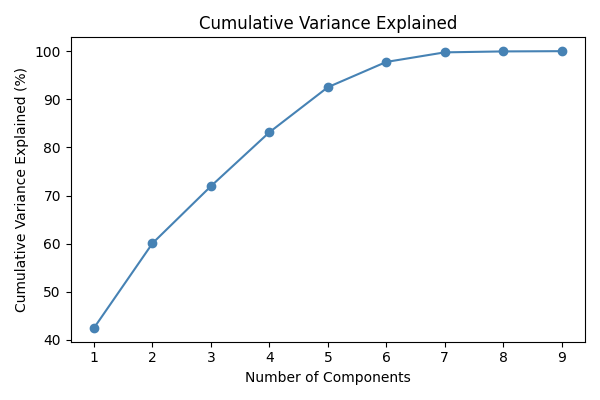 Cumulative Variance Explained
Cumulative Variance Explained (%)
100
90
80
70
60
50
40
1 2 3 4 5 6 7 8 9
Number of Components